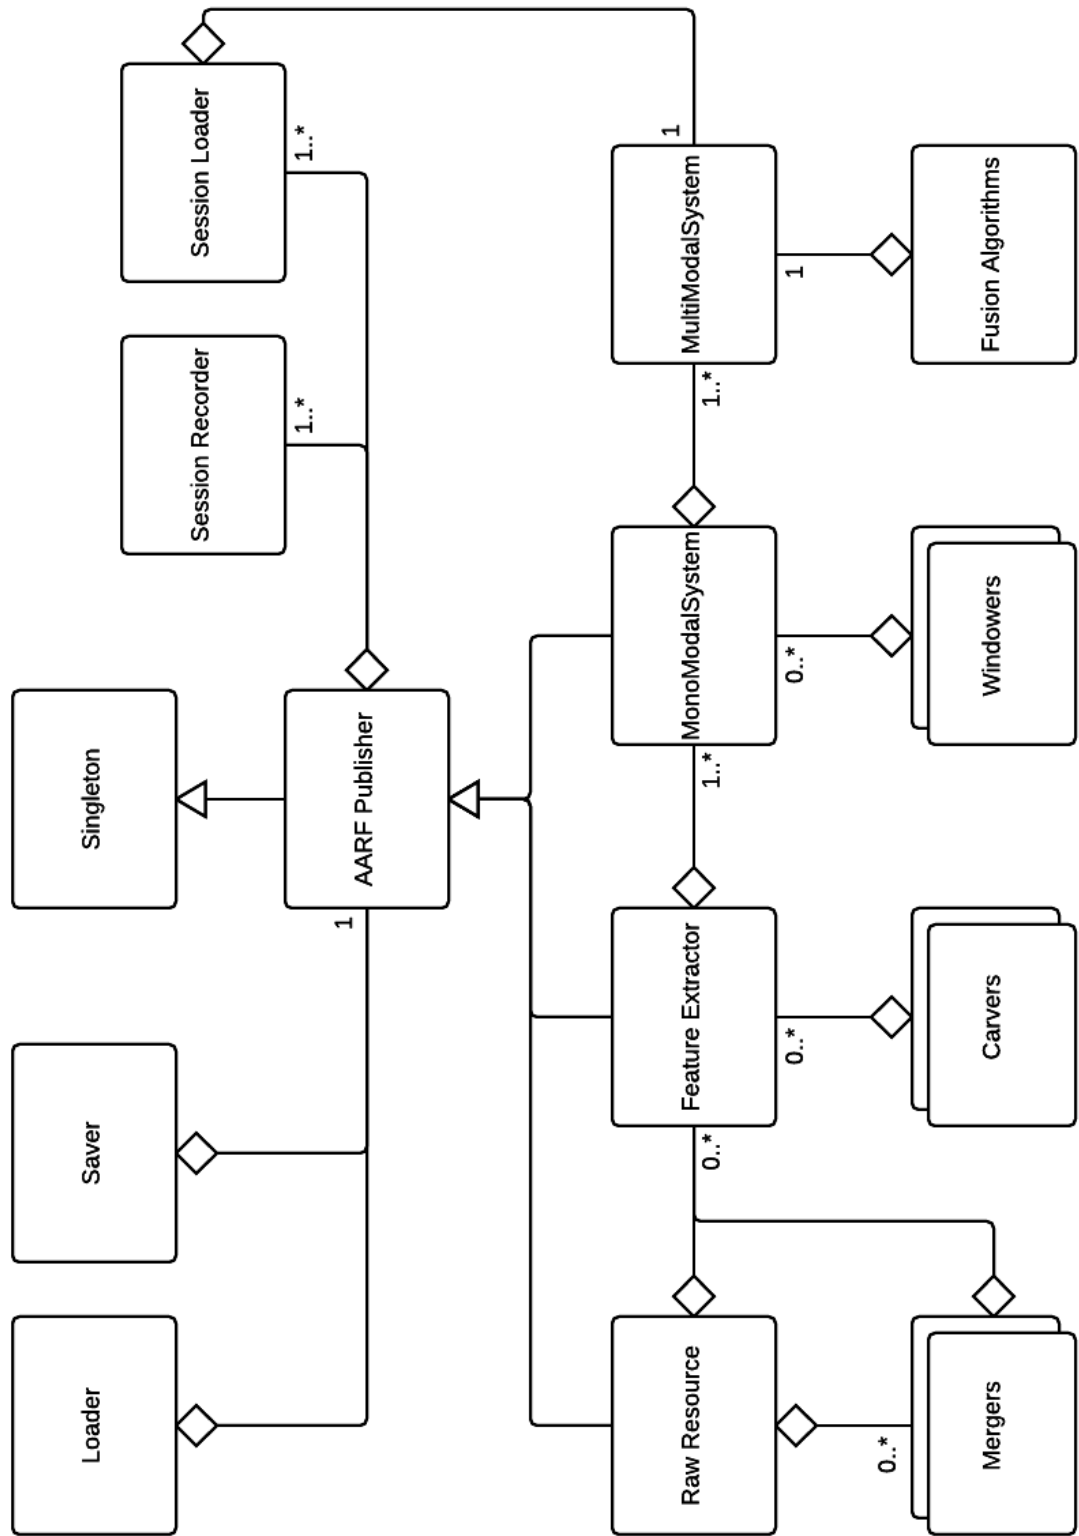 Loader
Saver
Singleton
Session Recorder
Session Loader
1..*
1..*
1
AARF Publisher
Raw Resource
0..*
Feature Extractor
1..*
MonoModalSystem
1..*
MultiModalSystem
1
0..*
0..*
0..*
1
Mergers
Carvers
Windowers
Fusion Algorithms